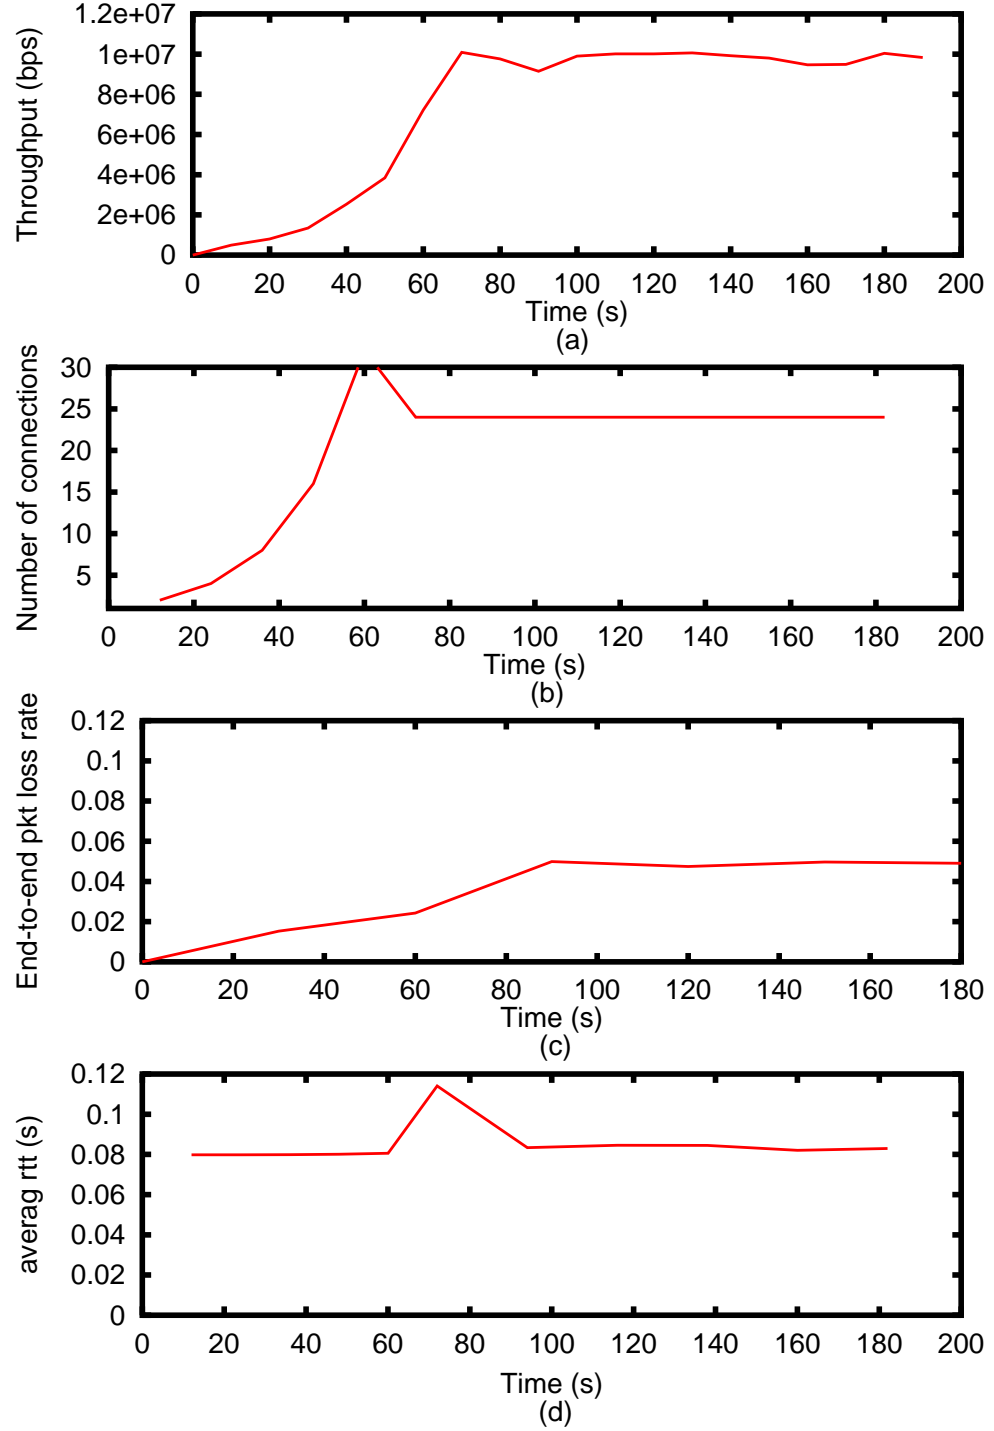 Throughput (bps)
1.2e+07
1e+07
8e+06
6e+06
4e+06
2e+06
0
0 20 40 60 80 100 120 140 160 180 200
Time (s)
(a)
Number of connections
30
25
20
15
10
5
0 20 40 60 80 100 120 140 160 180 200
Time (s)
(b)
End-to-end pkt loss rate
0.12
0.1
0.08
0.06
0.04
0.02
0
0 20 40 60 80 100 120 140 160 180
Time (s)
(c)
averag rtt (s)
0.12
0.1
0.08
0.06
0.04
0.02
0
0 20 40 60 80 100 120 140 160 180 200
Time (s)
(d)